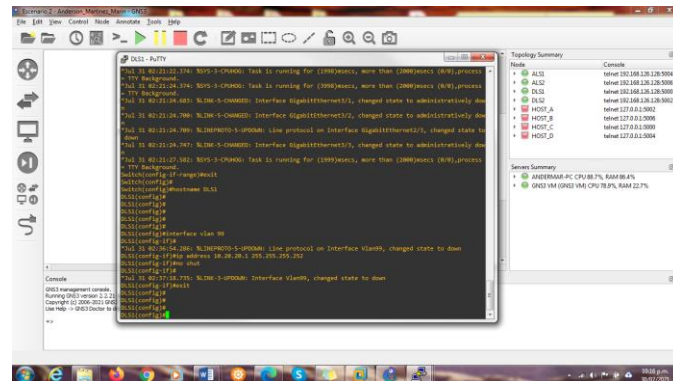 Escenario 2 - Anderson_Martinez_Marin - GNS3
File Edit View Control Node Annotate Tools Help
DLS1 - PuTTY
*Jul 31 02:21:22.374: %SYS-3-CPUHOG: Task is running for (1998)msecs, more than (2000)msecs (0/0),process
= TTY Background.
*Jul 31 02:21:24.574: %SYS-3-CPUHOG: Task is running for (1998)msecs, more than (2000)msecs (0/0),process
= TTY Background.
*Jul 31 02:21:24.683: %LINK-5-CHANGED: Interface GigabitEthernet3/1, changed state to administratively dow
n
*Jul 31 02:21:24.700: %LINK-5-CHANGED: Interface GigabitEthernet3/2, changed state to administratively dow
n
*Jul 31 02:21:24.709: %LINEPROTO-5-UPDOWN: Line protocol on Interface GigabitEthernet2/3, changed state to
down
*Jul 31 02:21:24.747: %LINK-5-CHANGED: Interface GigabitEthernet3/3, changed state to administratively dow
n
*Jul 31 02:21:27.582: %SYS-3-CPUHOG: Task is running for (1999)msecs, more than (2000)msecs (0/0),process
= TTY Background.
Switch(config-if-range)#exit
Switch(config)#
Switch(config)#hostname DLS1
DLS1(config)#
DLS1(config)#
DLS1(config)#
DLS1(config)#
DLS1(config)#interface vlan 99
DLS1(config-if)#
*Jul 31 02:36:54.286: %LINEPROTO-5-UPDOWN: Line protocol on Interface Vlan99, changed state to down
DLS1(config-if)#ip address 10.20.20.1 255.255.255.252
DLS1(config-if)#no shut
DLS1(config-if)#
*Jul 31 02:37:18.735: %LINK-5-UPDOWN: Interface Vlan99, changed state to down
DLS1(config-if)#exit
DLS1(config)#
DLS1(config)#
DLS1(config)#
DLS1(config)#
Topology Summary
Node Console
ALS1 telnet 192.168.126.128:5004
ALS2 telnet 192.168.126.128:5006
DLS1 telnet 192.168.126.128:5000
DLS2 telnet 192.168.126.128:5002
HOST_A telnet 127.0.0.1:5002
HOST_B telnet 127.0.0.1:5006
HOST_C telnet 127.0.0.1:5000
HOST_D telnet 127.0.0.1:5004
Servers Summary
ANDERMAR-PC CPU 88.7%, RAM 86.4%
GNS3 VM (GNS3 VM) CPU 78.9%, RAM 22.7%
Console
GNS3 management console.
Running GNS3 version 2.2.21
Copyright (c) 2006-2021 GNS
Use Help -> GNS3 Doctor to d
=>
10:16 p.m.
30/07/2021